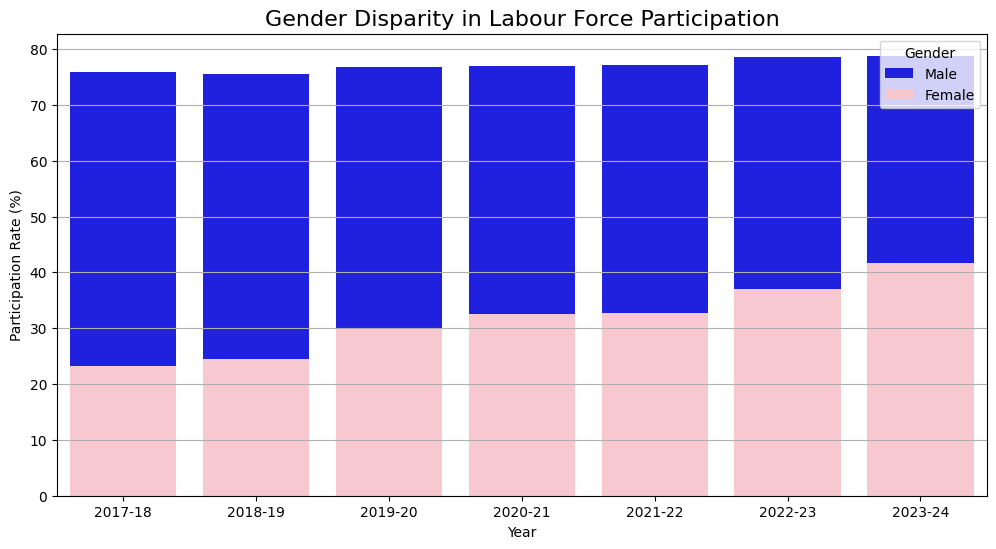 Gender Disparity in Labour Force Participation
Gender
Male
Female
Participation Rate (%)
80
70
60
50
40
30
20
10
0
2017-18 2018-19 2019-20 2020-21 2021-22 2022-23 2023-24
Year